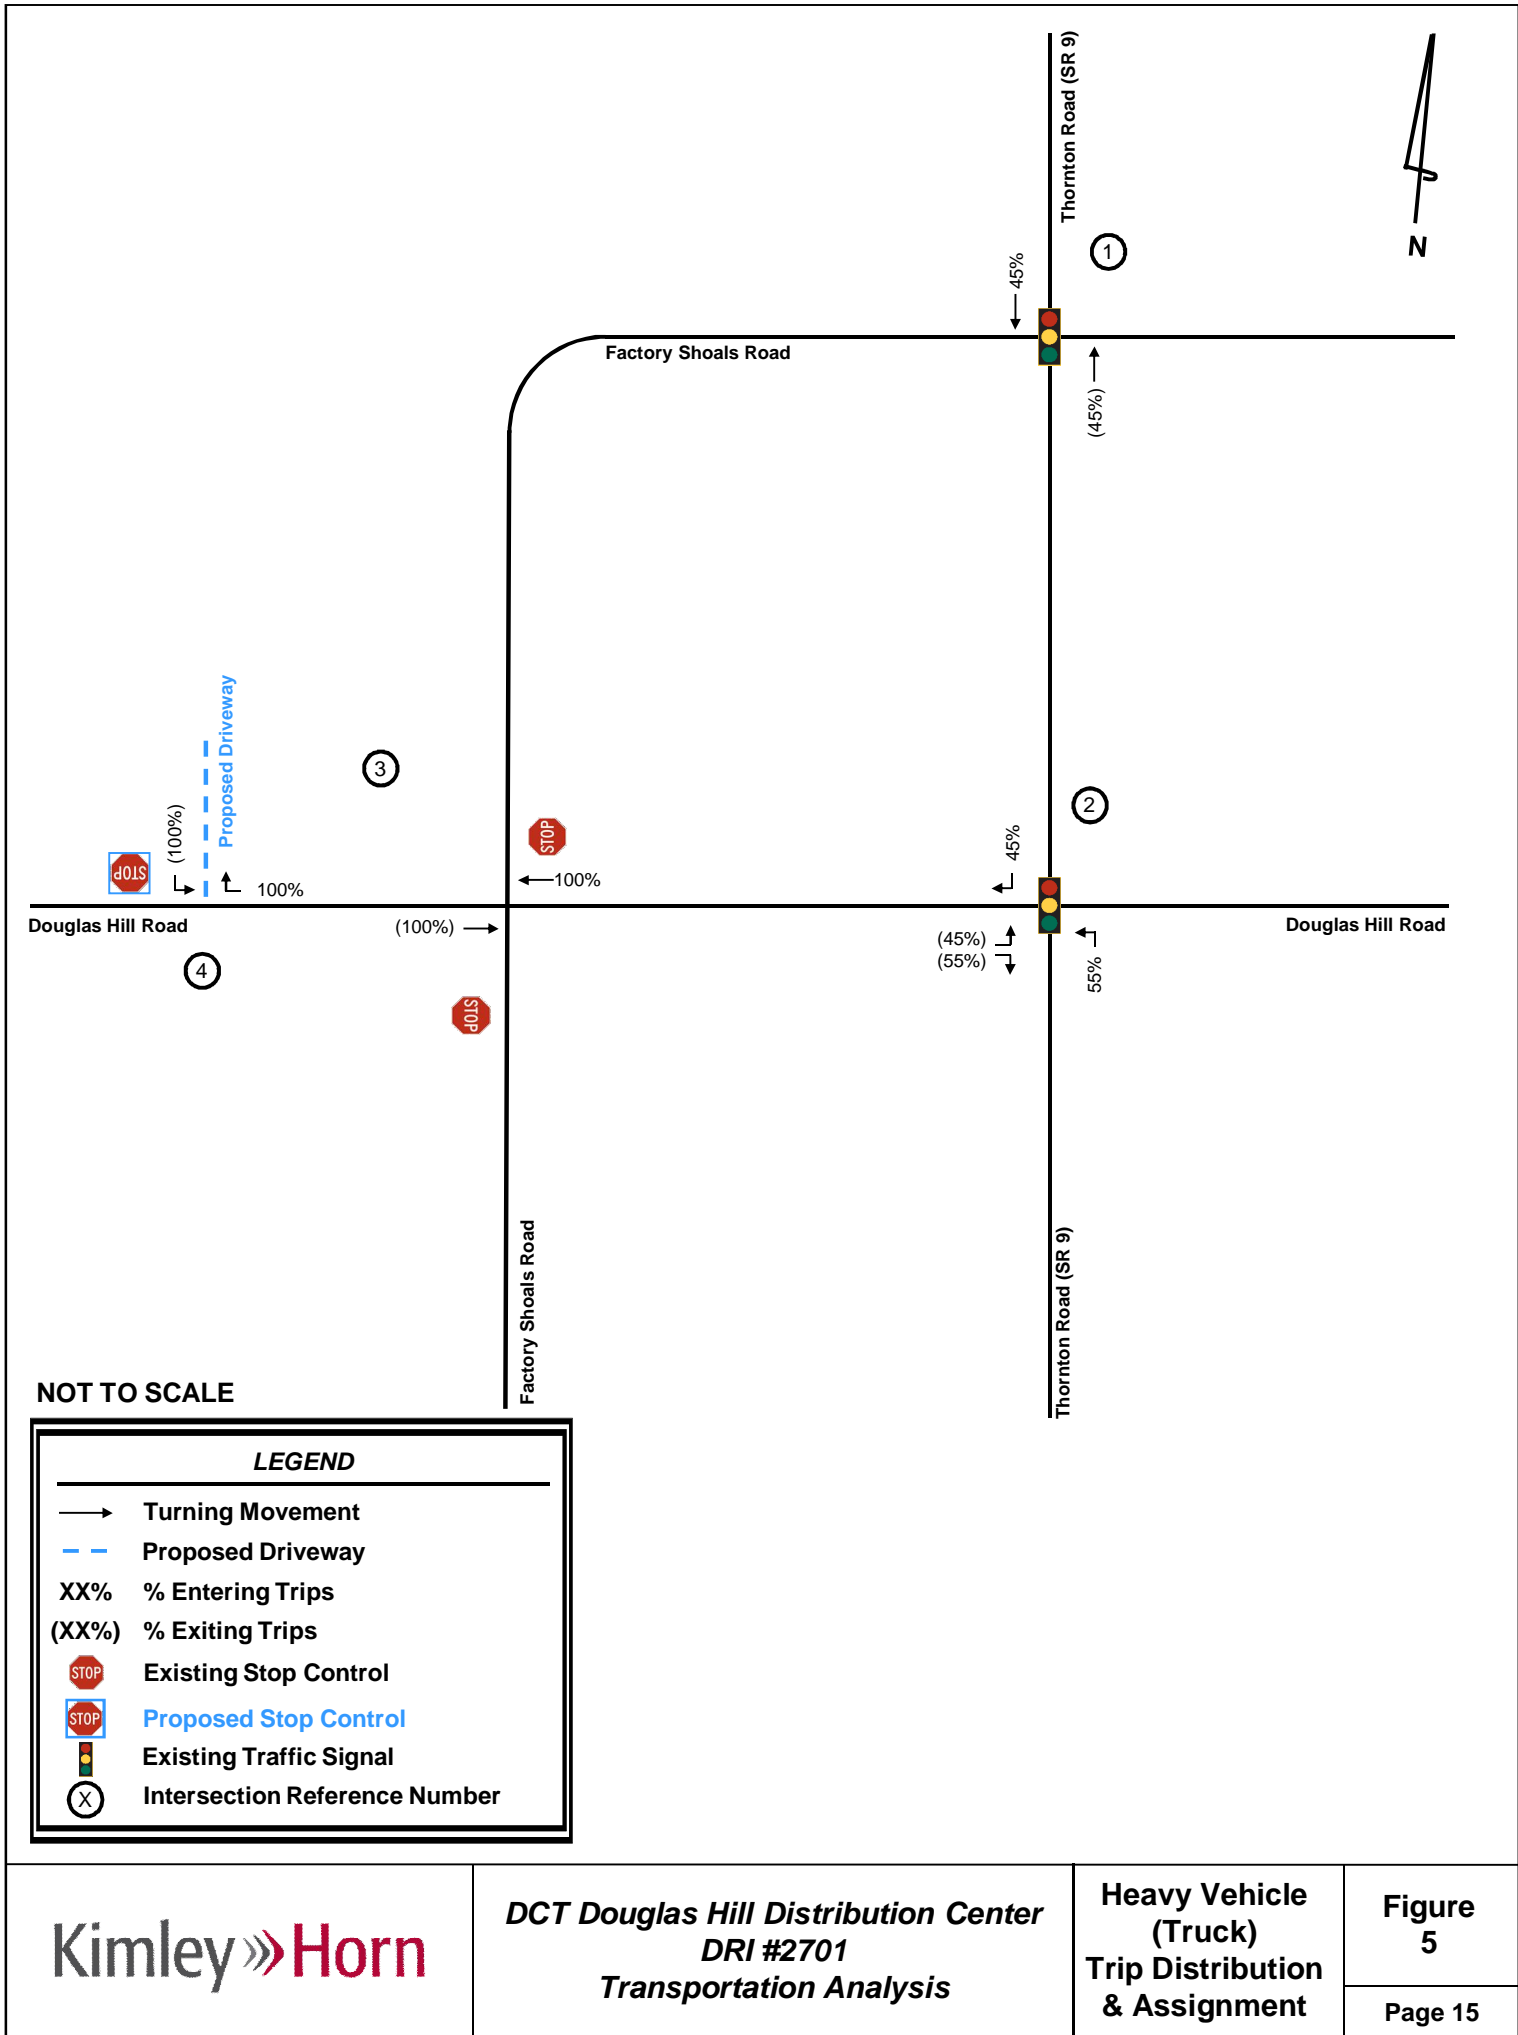 Thornton Road (SR 9)
N
1
45%
Factory Shoals Road
(45%)
Proposed Driveway
3
2
(100%)
STOP
STOP
45%
100%
100%
Douglas Hill Road
(100%)
(45%)
(55%)
55%
Douglas Hill Road
4
STOP
Factory Shoals Road
Thornton Road (SR 9)
NOT TO SCALE
LEGEND
Turning Movement
Proposed Driveway
XX% % Entering Trips
(XX%) % Exiting Trips
STOP Existing Stop Control
STOP Proposed Stop Control
Existing Traffic Signal
X Intersection Reference Number
Kimley»Horn
DCT Douglas Hill Distribution Center
DRI #2701
Transportation Analysis
Heavy Vehicle
(Truck)
Trip Distribution
& Assignment
Figure
5
Page 15